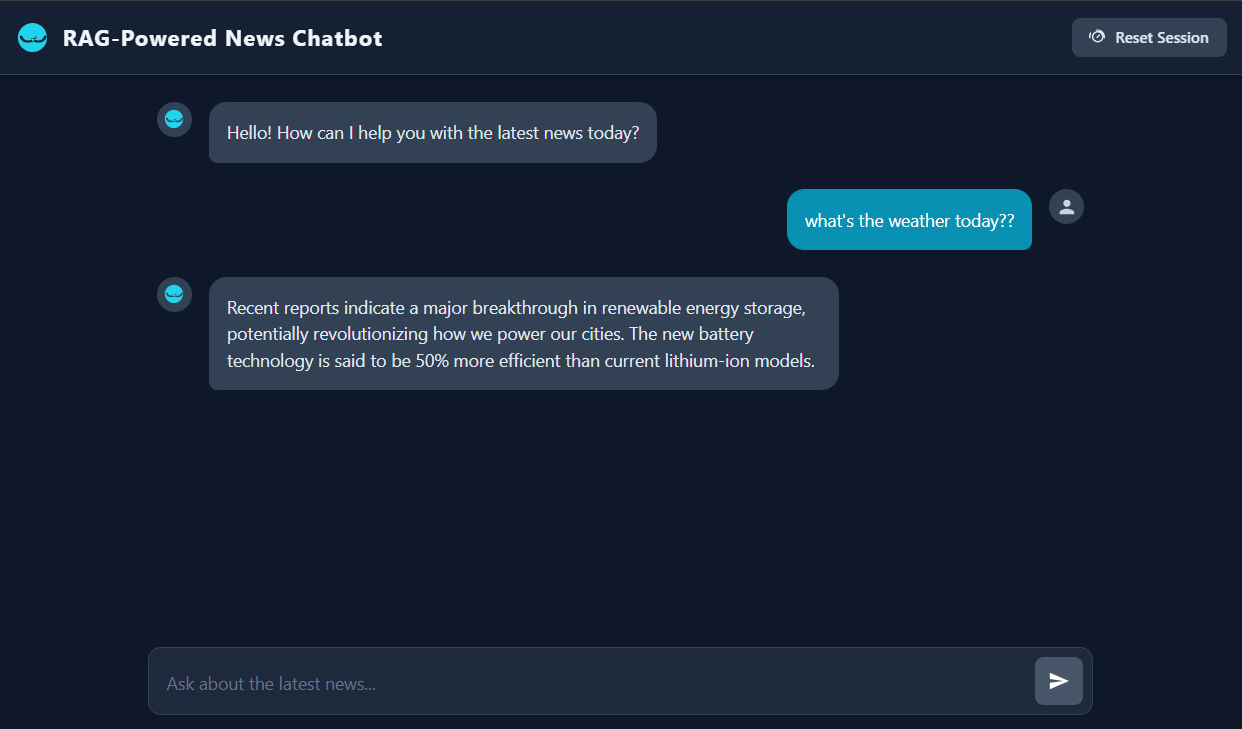 RAG-Powered News Chatbot
Reset Session
Hello! How can I help you with the latest news today?
what's the weather today??
Recent reports indicate a major breakthrough in renewable energy storage,
potentially revolutionizing how we power our cities. The new battery
technology is said to be 50% more efficient than current lithium-ion models.
Ask about the latest news...